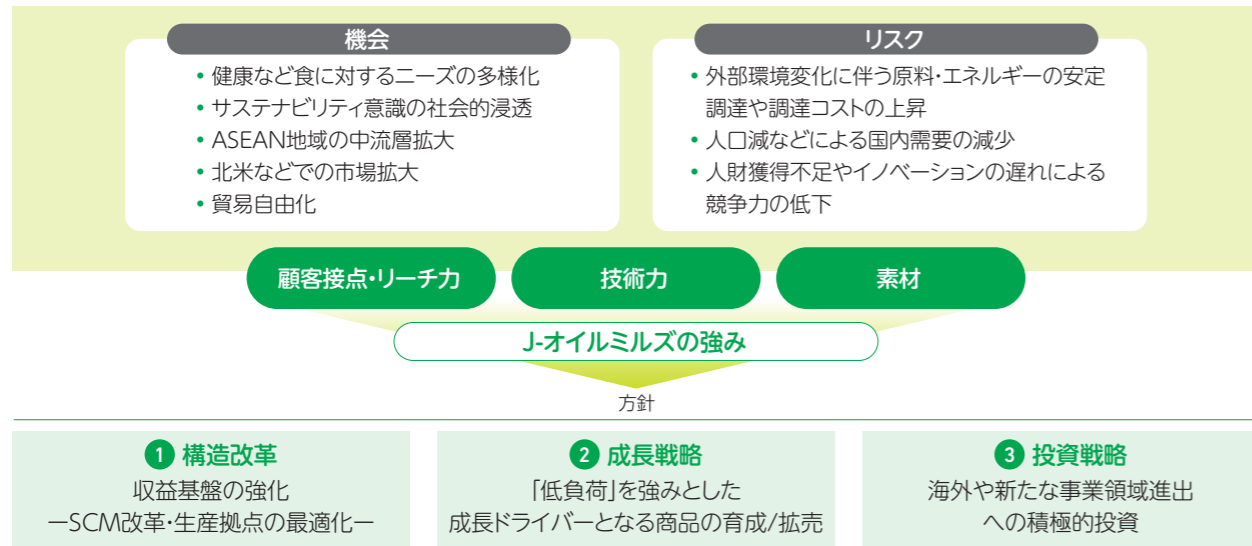 機会
• 健康など食に対するニーズの多様化
• サステナビリティ意識の社会的浸透
• ASEAN地域の中流層拡大
• 北米などでの市場拡大
• 貿易自由化
リスク
• 外部環境変化に伴う原料・エネルギーの安定
調達や調達コストの上昇
• 人口減などによる国内需要の減少
• 人財獲得不足やイノベーションの遅れによる
競争力の低下
顧客接点・リーチ力
技術力
素材
J-オイルミルズの強み
方針
1 構造改革
収益基盤の強化
ーSCM改革・生産拠点の最適化ー
2 成長戦略
「低負荷」を強みとした
成長ドライバーとなる商品の育成/拡売
3 投資戦略
海外や新たな事業領域進出
への積極的投資